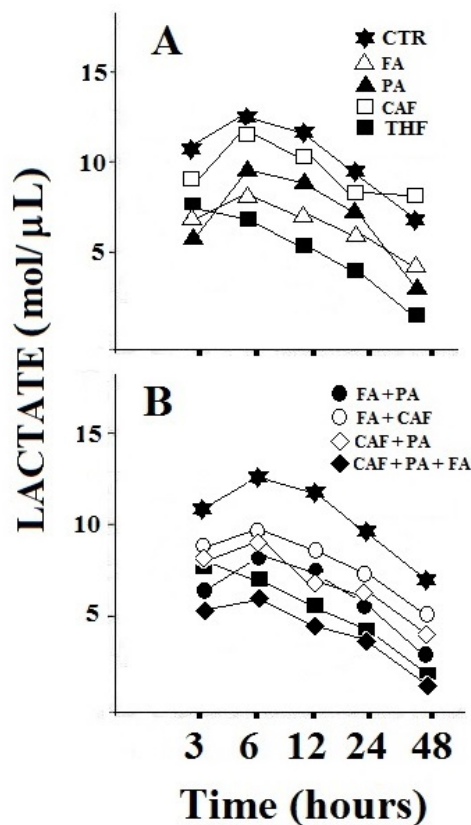 A
CTR
FA
PA
CAF
THF
15
10
5
B
FA + PA
FA + CAF
CAF + PA
CAF + PA + FA
15
10
5
LACTATE (mol/µL)
3 6 12 24 48
Time (hours)